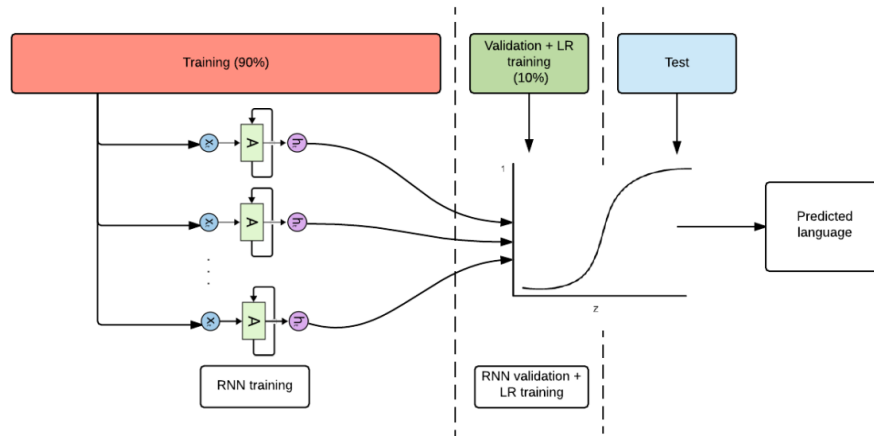 Training (90%)
Validation + LR
training
(10%)
Test
x
A
h
x
A
h
x
A
h
1
z
Predicted
language
RNN training
RNN validation +
LR training